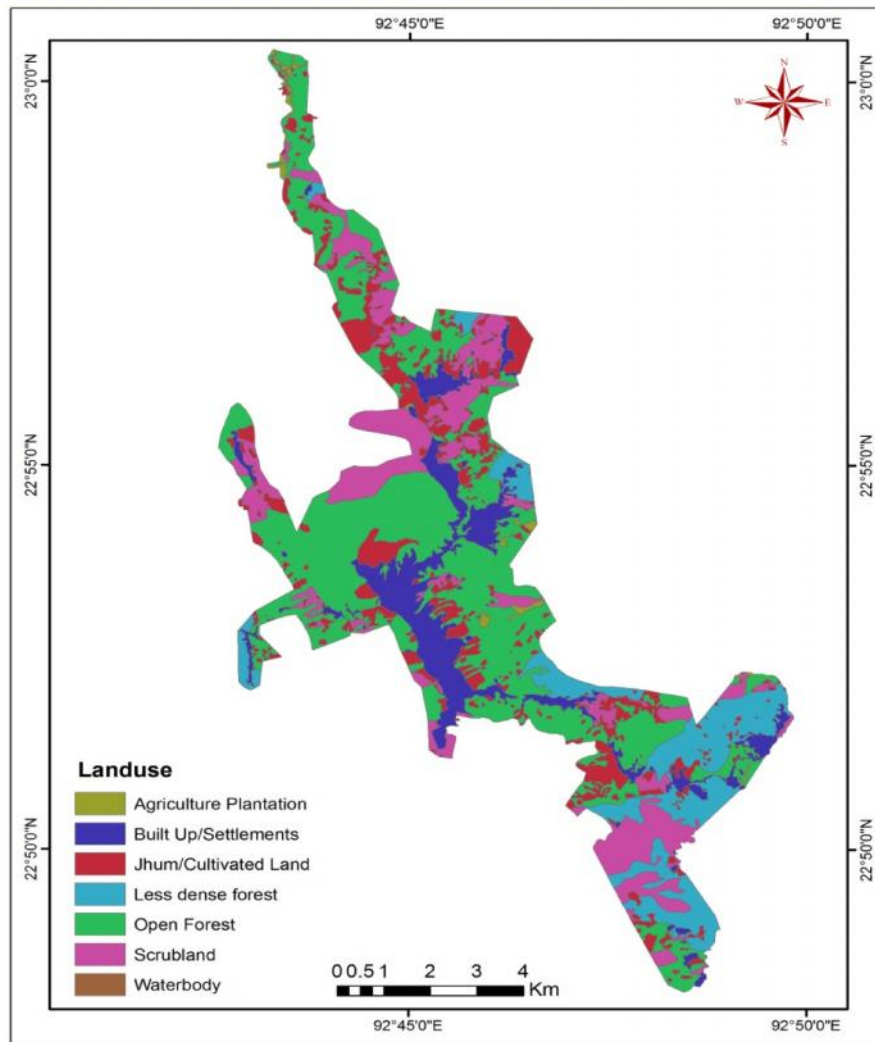 92°45'0"E 92°50'0"E
23°0'0"N 23°0'0"N
N
W E
S
22°55'0"N 22°55'0"N
Landuse
Agriculture Plantation
Built Up/Settlements
Jhum/Cultivated Land
Less dense forest
Open Forest
Scrubland
Waterbody
22°50'0"N 22°50'0"N
0 0.5 1 2 3 4
Km
92°45'0"E 92°50'0"E